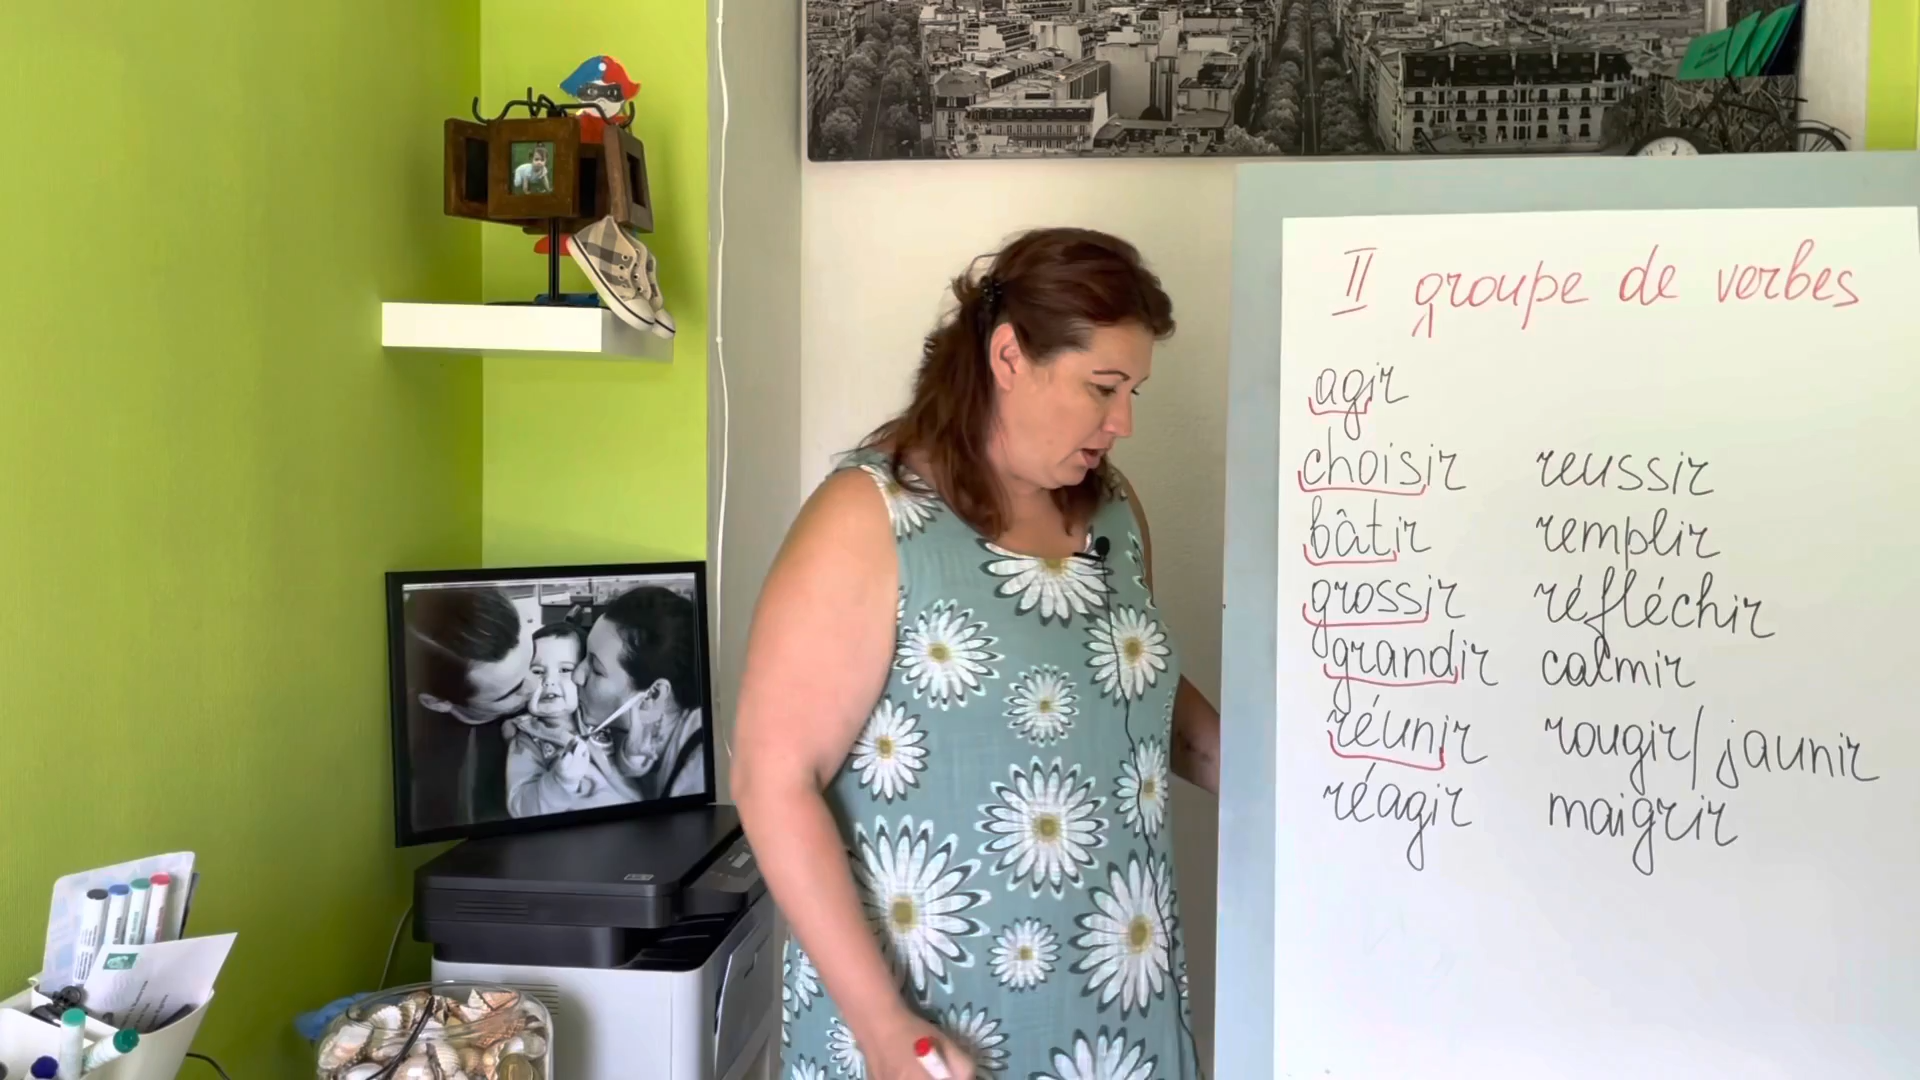 II groupe de verbes
agir
choisir reussir
bâtir remplir
grossir réfléchir
grandir calmir
réunir rougir/jaunir
réagir maigrir